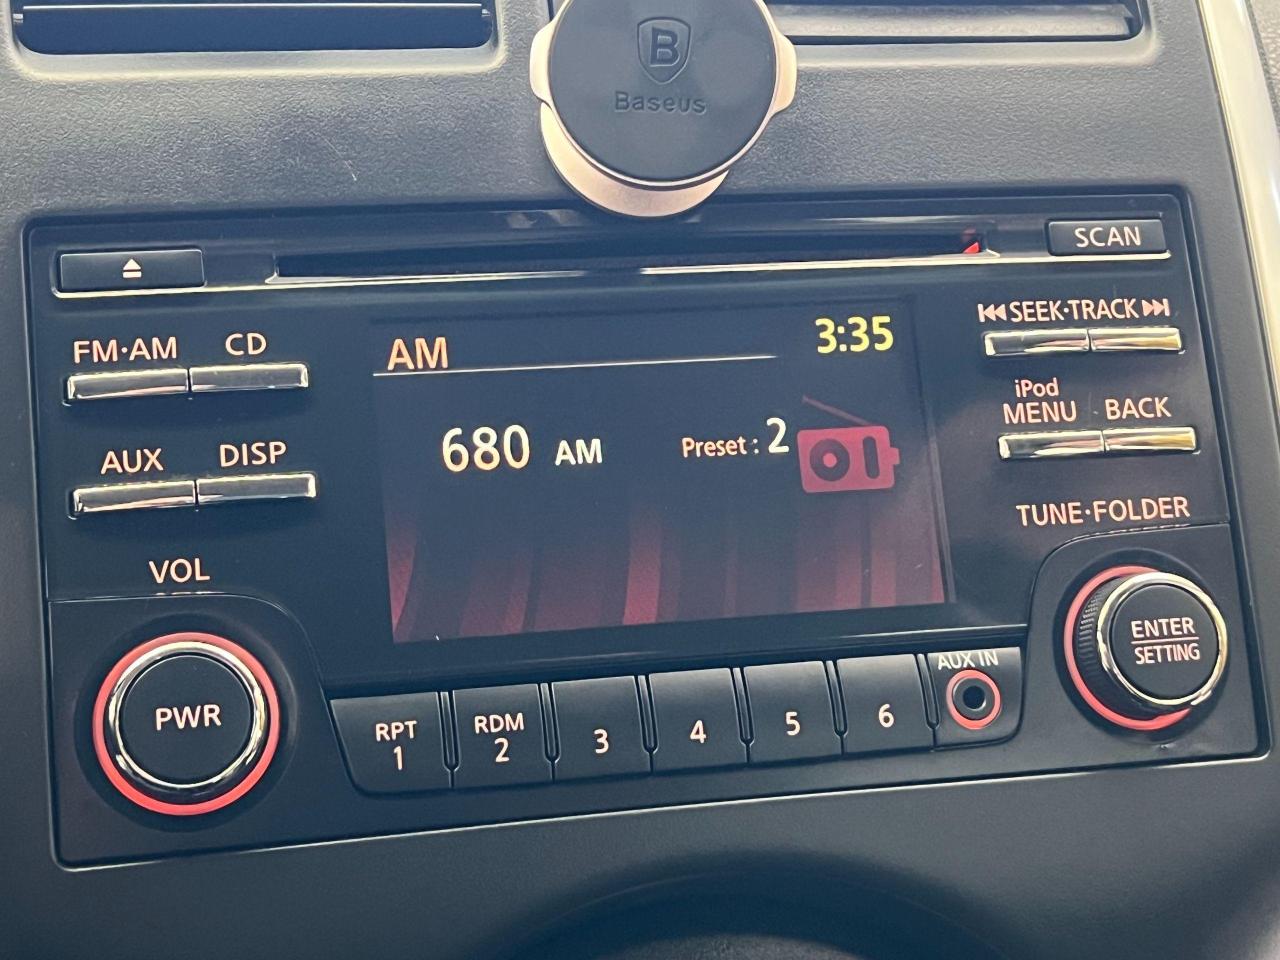 B
Baseus
SCAN
FM·AM CD
SEEK·TRACK
AM 3:35
iPod
MENU BACK
680 AM Preset : 2
AUX DISP
TUNE·FOLDER
VOL
ENTER
SETTING
PWR
AUX IN
RPT
1
RDM
2
3
4
5
6